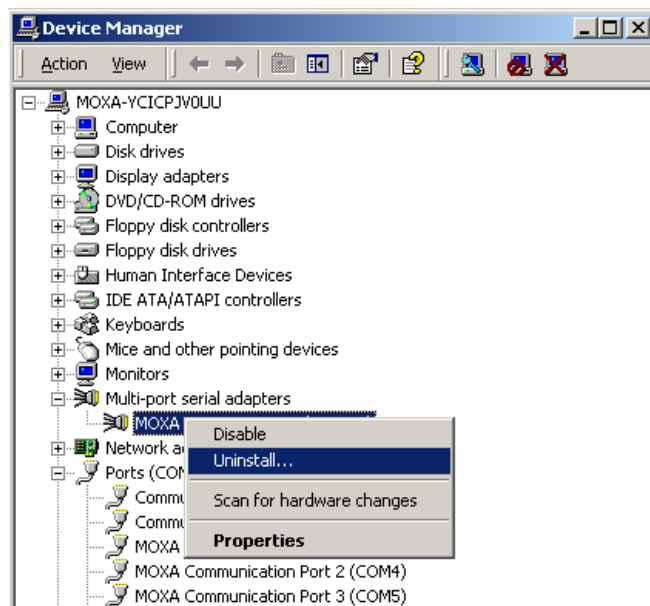 Device Manager
Action View
MOXA-YCICPJV0UU
Computer
Disk drives
Display adapters
DVD/CD-ROM drives
Floppy disk controllers
Floppy disk drives
Human Interface Devices
IDE ATA/ATAPI controllers
Keyboards
Mice and other pointing devices
Monitors
Multi-port serial adapters
MOXA
Disable
Network a
Uninstall...
Ports (CO
Scan for hardware changes
Commu
Commu
Properties
MOXA
MOXA Communication Port 2 (COM4)
MOXA Communication Port 3 (COM5)